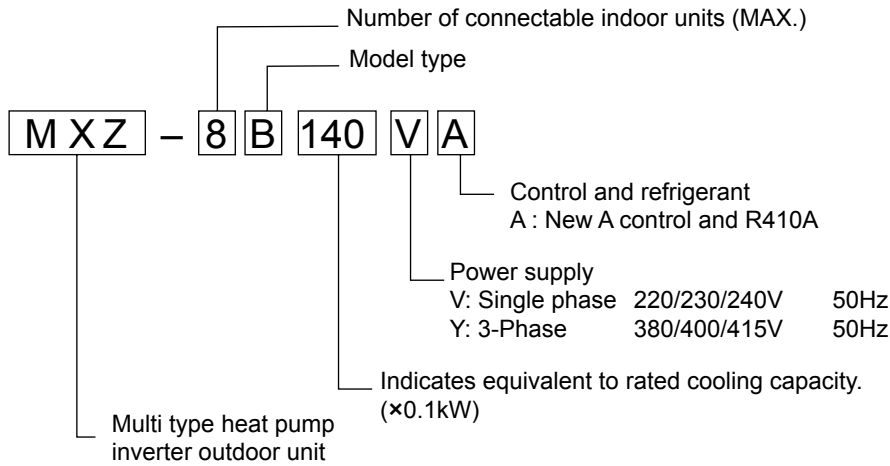 Number of connectable indoor units (MAX.)
Model type
MXZ – 8 B 140 V A
Control and refrigerant
A : New A control and R410A
Power supply
V: Single phase 220/230/240V 50Hz
Y: 3-Phase 380/400/415V 50Hz
Indicates equivalent to rated cooling capacity.
(×0.1kW)
Multi type heat pump
inverter outdoor unit